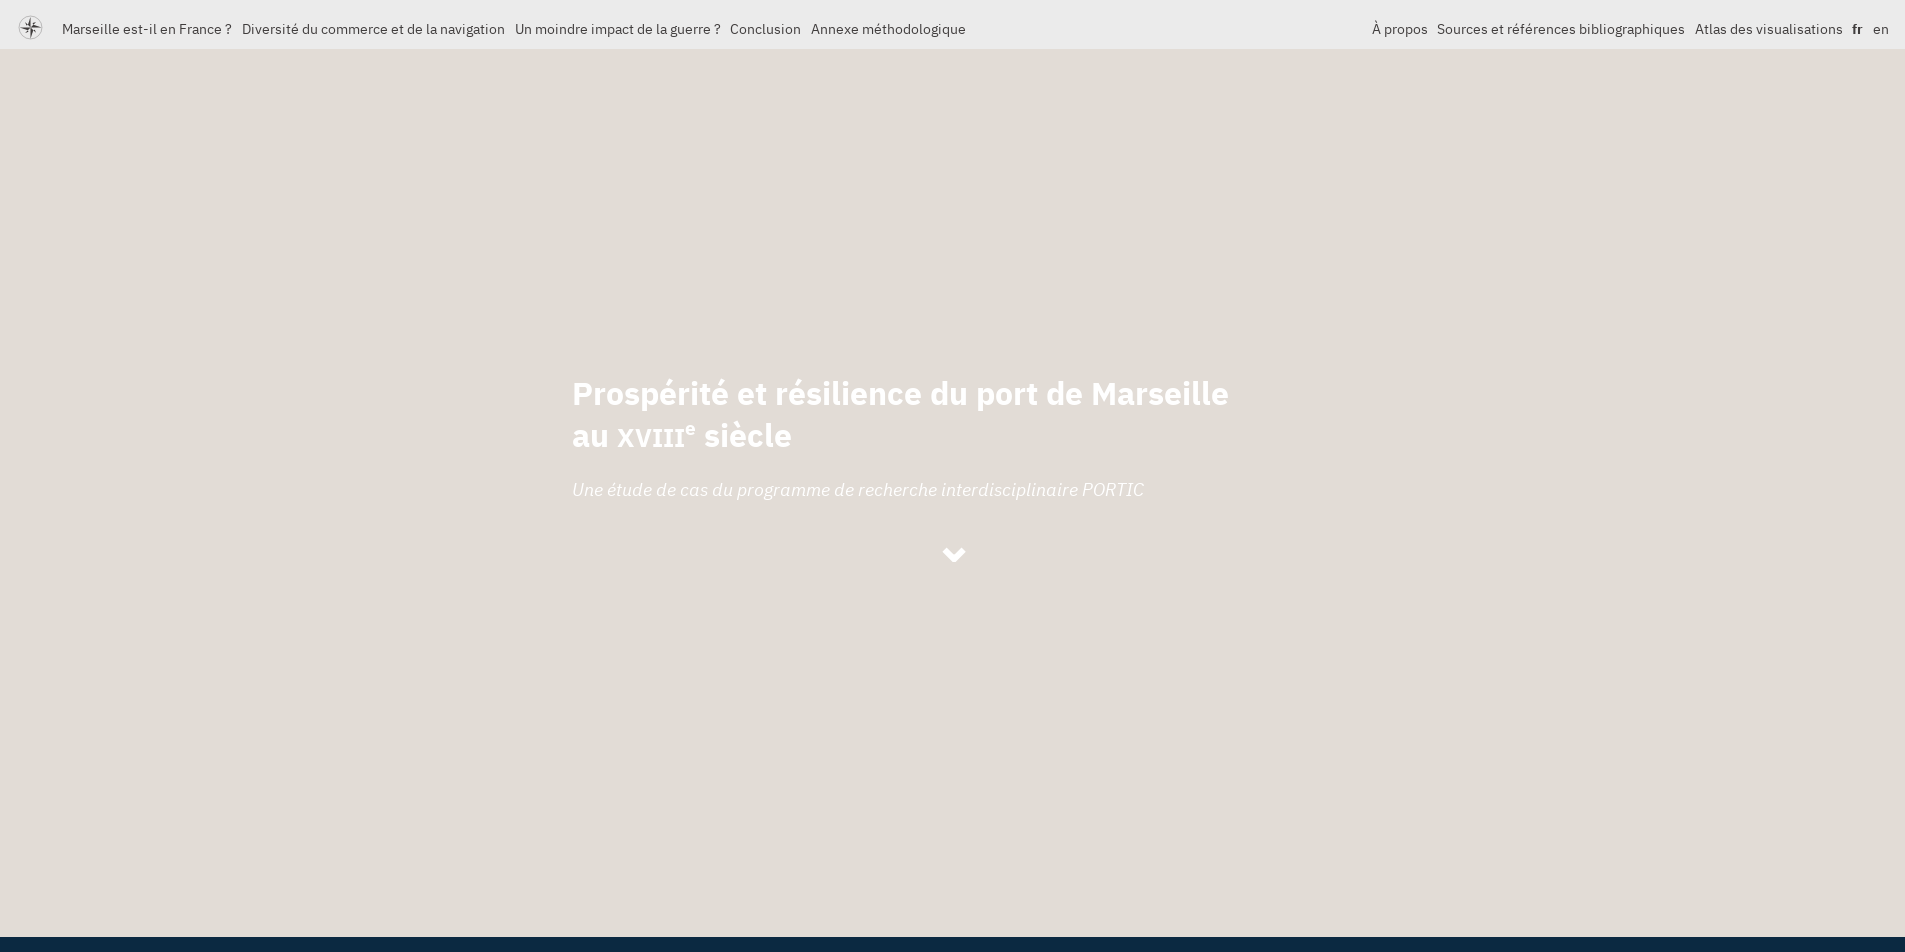 Marseille est-il en France ? Diversité du commerce et de la navigation Un moindre impact de la guerre ? Conclusion Annexe méthodologique À propos Sources et références bibliographiques Atlas des visualisations fr en
Prospérité et résilience du port de Marseille
au XVIIIe siècle
Une étude de cas du programme de recherche interdisciplinaire PORTIC